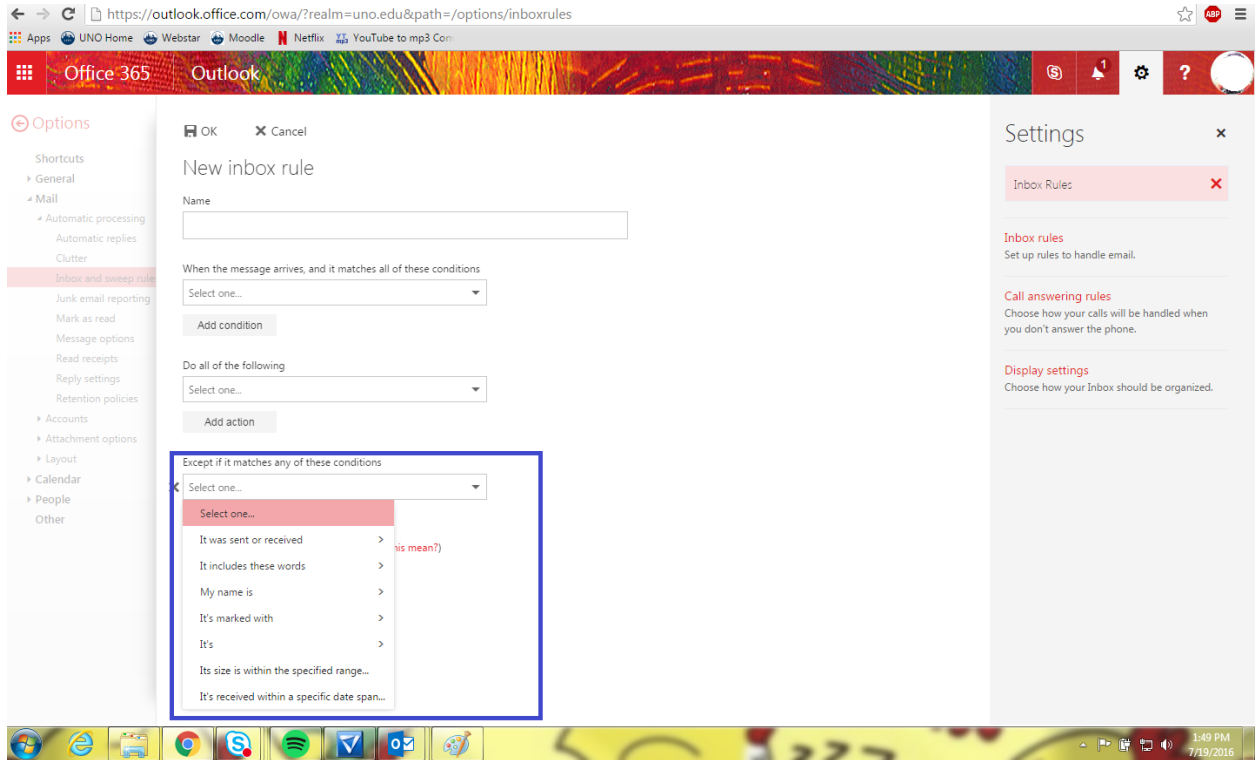 https://outlook.office.com/owa/?realm=uno.edu&path=/options/inboxrules
ABP
Apps UNO Home Webstar Moodle Netflix YouTube to mp3 Con
Office 365 Outlook
1
?
Options
Shortcuts
General
Mail
Automatic processing
Automatic replies
Clutter
Inbox and sweep rule
Junk email reporting
Mark as read
Message options
Read receipts
Reply settings
Retention policies
Accounts
Attachment options
Layout
Calendar
People
Other
OK Cancel
New inbox rule
Name
When the message arrives, and it matches all of these conditions
Select one...
Add condition
Do all of the following
Select one...
Add action
Except if it matches any of these conditions
Select one...
Select one...
It was sent or received
his mean?)
It includes these words
My name is
It's marked with
It's
Its size is within the specified range...
It's received within a specific date span...
Settings
Inbox Rules
Inbox rules
Set up rules to handle email.
Call answering rules
Choose how your calls will be handled when
you don't answer the phone.
Display settings
Choose how your Inbox should be organized.
1:49 PM
7/19/2016